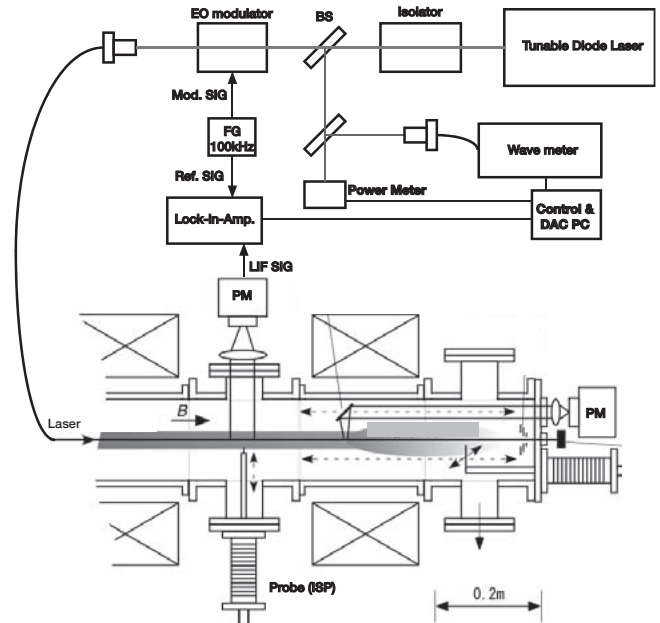 EO modulator
BS
Isolator
Tunable Diode Laser
Mod. SIG
FG
100kHz
Wave meter
Ref. SIG
Power Meter
Lock-in-Amp.
Control &
DAC PC
LIF SIG
PM
PM
B
Laser
Probe (ISP)
0.2m